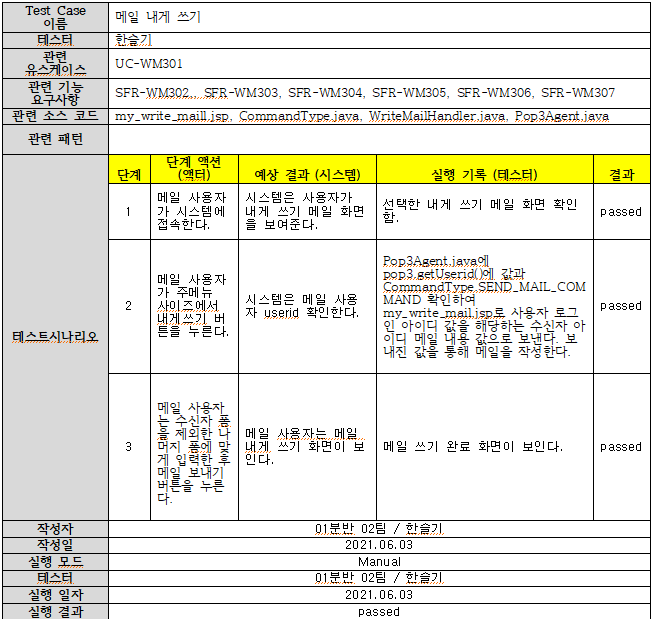 Test Case
이름
메일 내게 쓰기
테스터
한슬기
관련
유스케이스
UC-WM301
관련 기능
요구사항
SFR-WM302,, SFR-WM303, SFR-WM304, SFR-WM305, SFR-WM306, SFR-WM307
관련 소스 코드
my_write_maill.jsp, CommandType.java, WriteMailHandler.java, Pop3Agent.java
관련 패턴
테스트시나리오
단계
단계 액션
(액터)
예상 결과 (시스템)
실행 기록 (테스터)
결과
1
메일 사용자
가 시스템에
접속한다.
시스템은 사용자가
내게 쓰기 메일 화면
을 보여준다.
선택한 내게 쓰기 메일 화면 확인
함.
passed
2
메일 사용자
가 주메뉴
사이즈에서
내게쓰기 버
튼을 누른다.
시스템은 메일 사용
자 userid 확인한다.
Pop3Agent.java에
pop3.getUserid()에 값과
CommandType.SEND_MAIL_COM
MAND 확인하여
my_write_mail.jsp로 사용자 로그
인 아이디 값을 해당하는 수신자 아
이디 메일 내용 값으로 보낸다. 보
내진 값을 통해 메일을 작성한다.
passed
3
메일 사용자
는 수신자 폼
을 제외한 나
머지 폼에 맞
게 입력한 후
메일 보내기
버튼을 누른
다.
메일 사용자는 메일
내게 쓰기 화면이 보
인다.
메일 쓰기 완료 화면이 보인다.
passed
작성자
01분반 02팀 / 한슬기
작성일
2021.06.03
실행 모드
Manual
테스터
01분반 02팀 / 한슬기
실행 일자
2021.06.03
실행 결과
passed